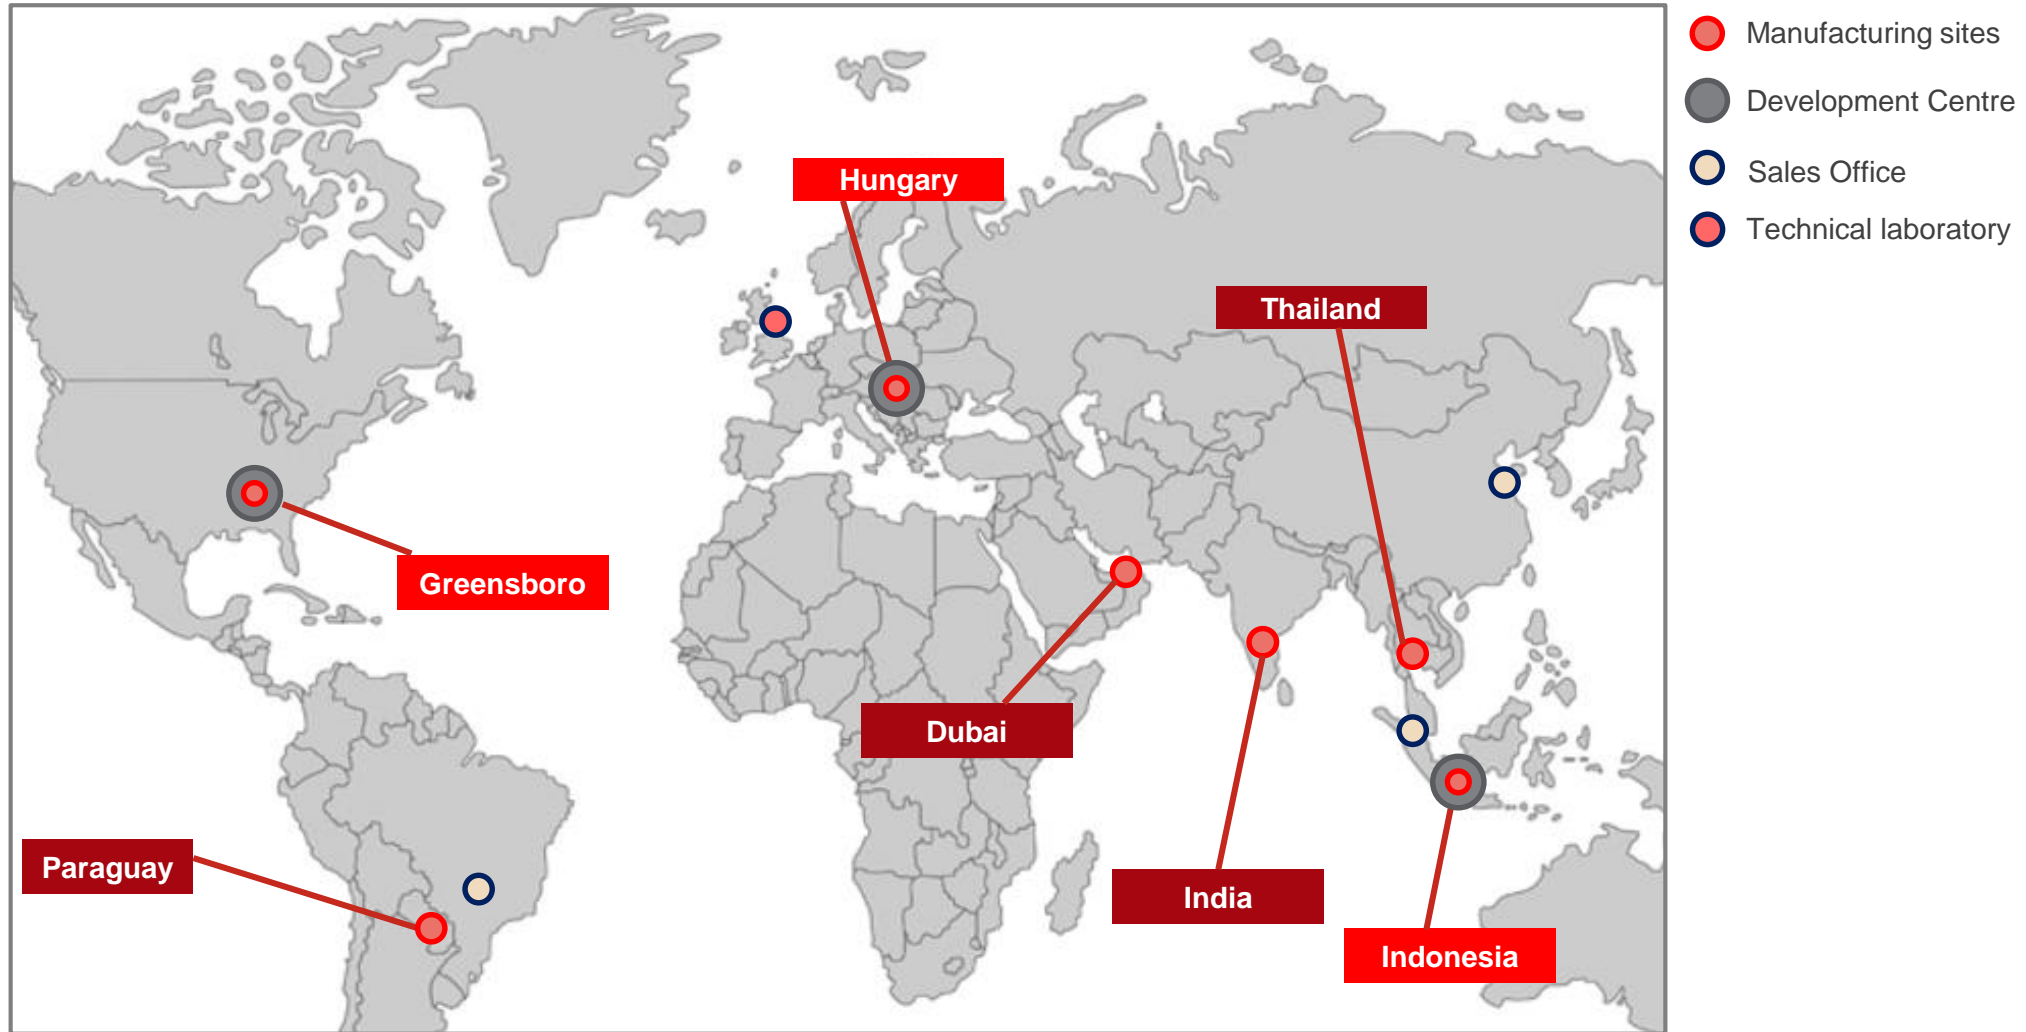 Manufacturing sites
Development Centre
Sales Office
Technical laboratory
Hungary
Thailand
Greensboro
Dubai
Paraguay
India
Indonesia